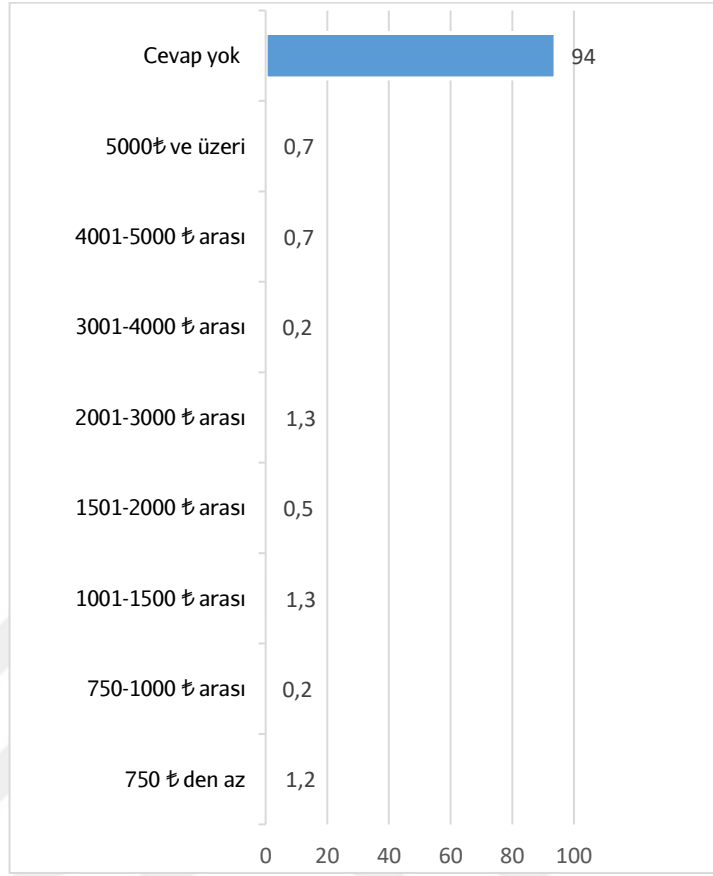 Cevap yok 94
5000₺ ve üzeri 0,7
4001-5000 ₺ arası 0,7
3001-4000 ₺ arası 0,2
2001-3000 ₺ arası 1,3
1501-2000 ₺ arası 0,5
1001-1500 ₺ arası 1,3
750-1000 ₺ arası 0,2
750 ₺ den az 1,2
0 20 40 60 80 100